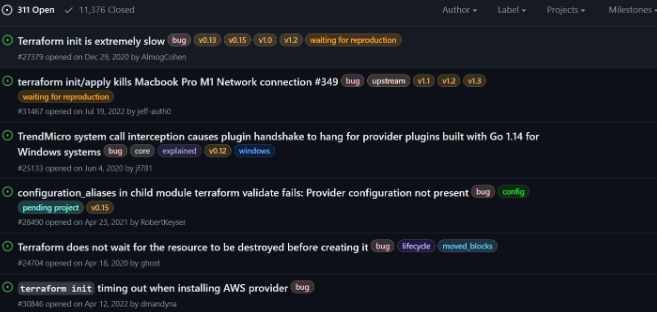 311 Open 11,376 Closed Author Label Projects Milestones
Terraform init is extremely slow bug v0.13 v0.15 v1.0 v1.2 waiting for reproduction
#27379 opened on Dec 29, 2020 by AlmogCohen
terraform init/apply kills Macbook Pro M1 Network connection #349 bug upstream v1.1 v1.2 v1.3
waiting for reproduction
#31467 opened on Jul 19, 2022 by jeff-auth0
TrendMicro system call interception causes plugin handshake to hang for provider plugins built with Go 1.14 for
Windows systems bug core explained v0.12 windows
#25133 opened on Jun 4, 2020 by jf781
configuration_aliases in child module terraform validate fails: Provider configuration not present bug config
pending project v0.15
#28490 opened on Apr 23, 2021 by RobertKeyser
Terraform does not wait for the resource to be destroyed before creating it bug lifecycle moved_blocks
#24704 opened on Apr 18, 2020 by ghost
terraform init timing out when installing AWS provider bug
#30846 opened on Apr 12, 2022 by dmandyna